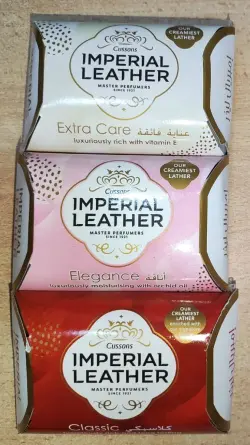 Cussons
IMPERIAL
LEATHER
MASTER PERFUMERS
SINCE 1921
OUR
CREAMIEST
LATHER
Extra Care عناية فائقة
luxuriously rich with vitamin E
Cussons
IMPERIAL
LEATHER
MASTER PERFUMERS
SINCE 1921
OUR
CREAMIEST
LATHER
Elegance أناقة
luxuriously moisturising with orchid oil
Cussons
IMPERIAL
LEATHER
MASTER PERFUMERS
SINCE 1921
OUR
CREAMIEST
LATHER
enriched with
Classic كلاسيكي